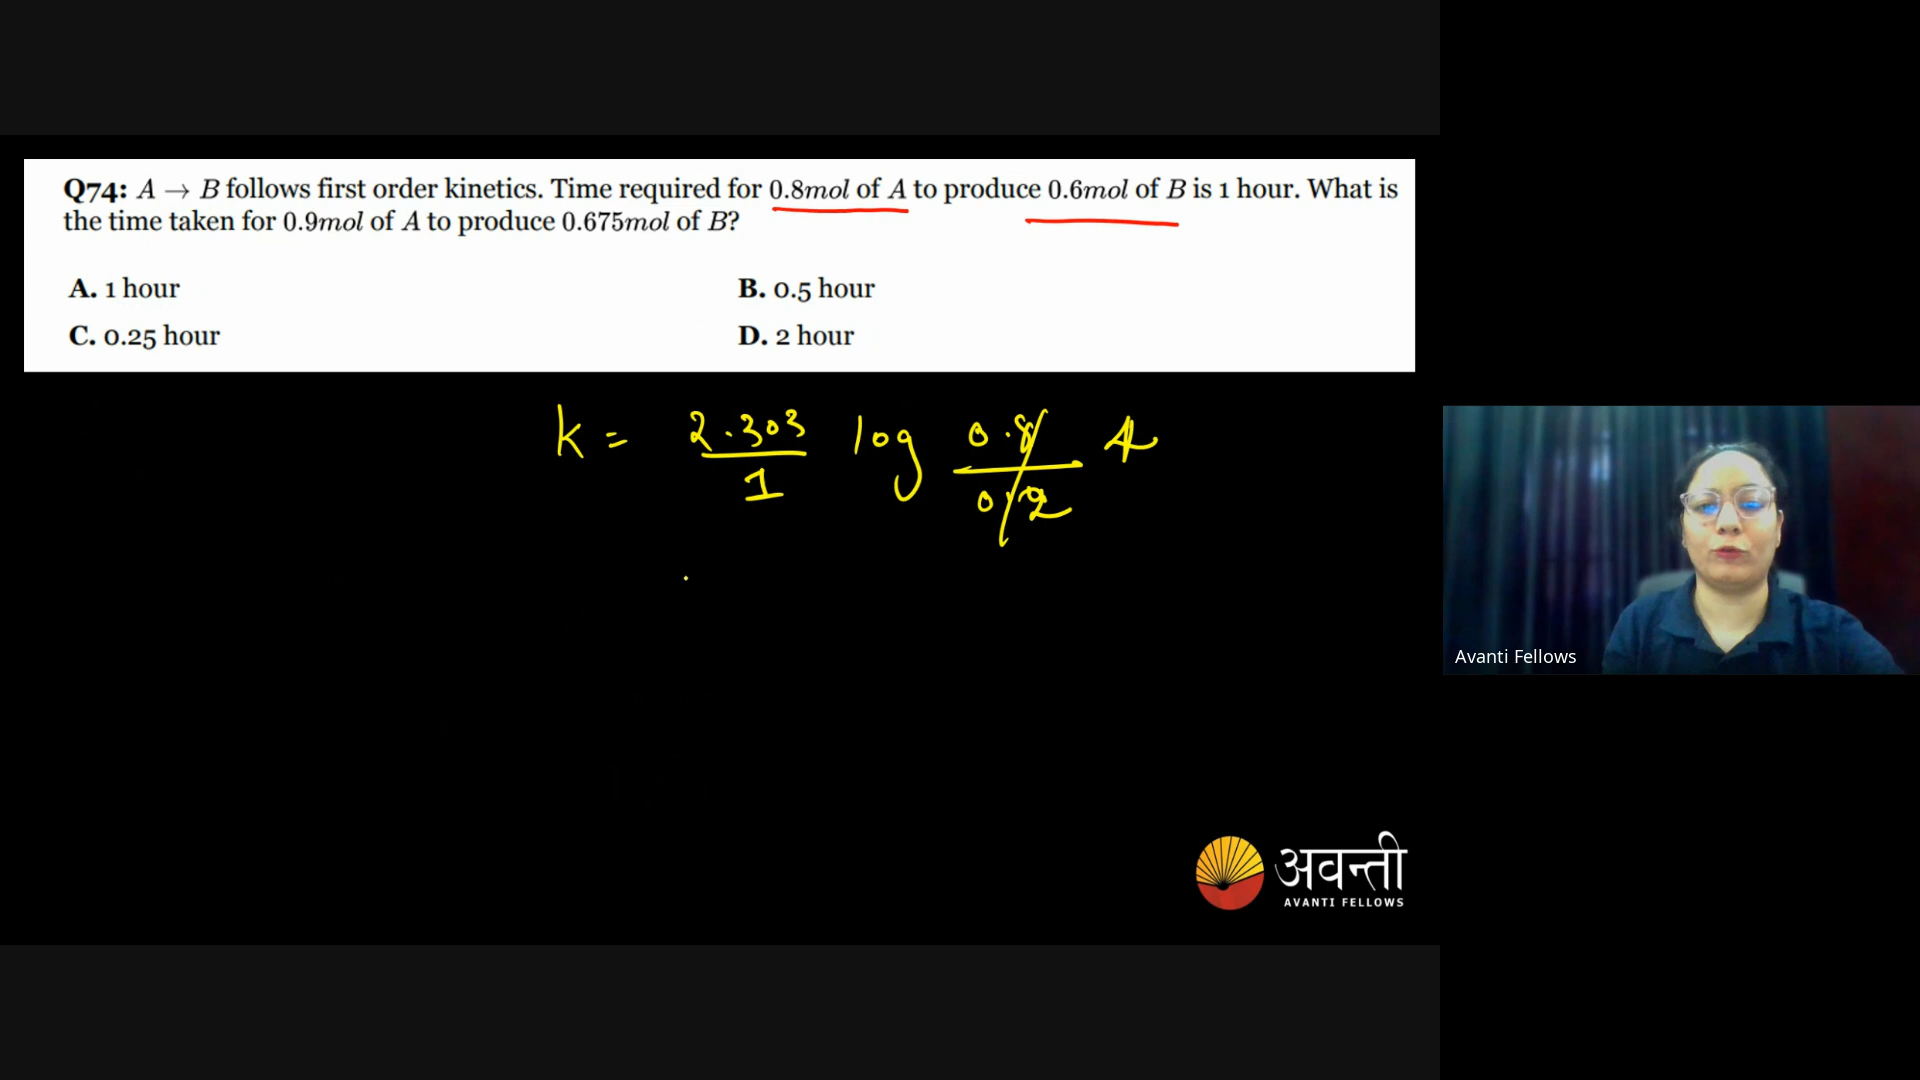 Q74: A → B follows first order kinetics. Time required for 0.8mol of A to produce 0.6mol of B is 1 hour. What is
the time taken for 0.9mol of A to produce 0.675mol of B?
A. 1 hour
B. 0.5 hour
C. 0.25 hour
D. 2 hour
k = 2.303/1 log 0.8/0.2 4
Avanti Fellows
अवन्ती
AVANTI FELLOWS